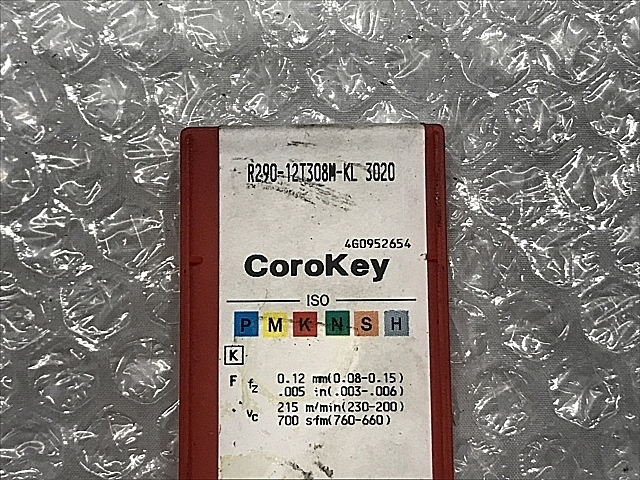 R290-12T308M-KL 3020
4G0952654
CoroKey
ISO
P M K N S H
K
F fz 0.12 mm(0.08-0.15)
.005 in(.003-.006)
vc 215 m/min(230-200)
700 sfm(760-660)